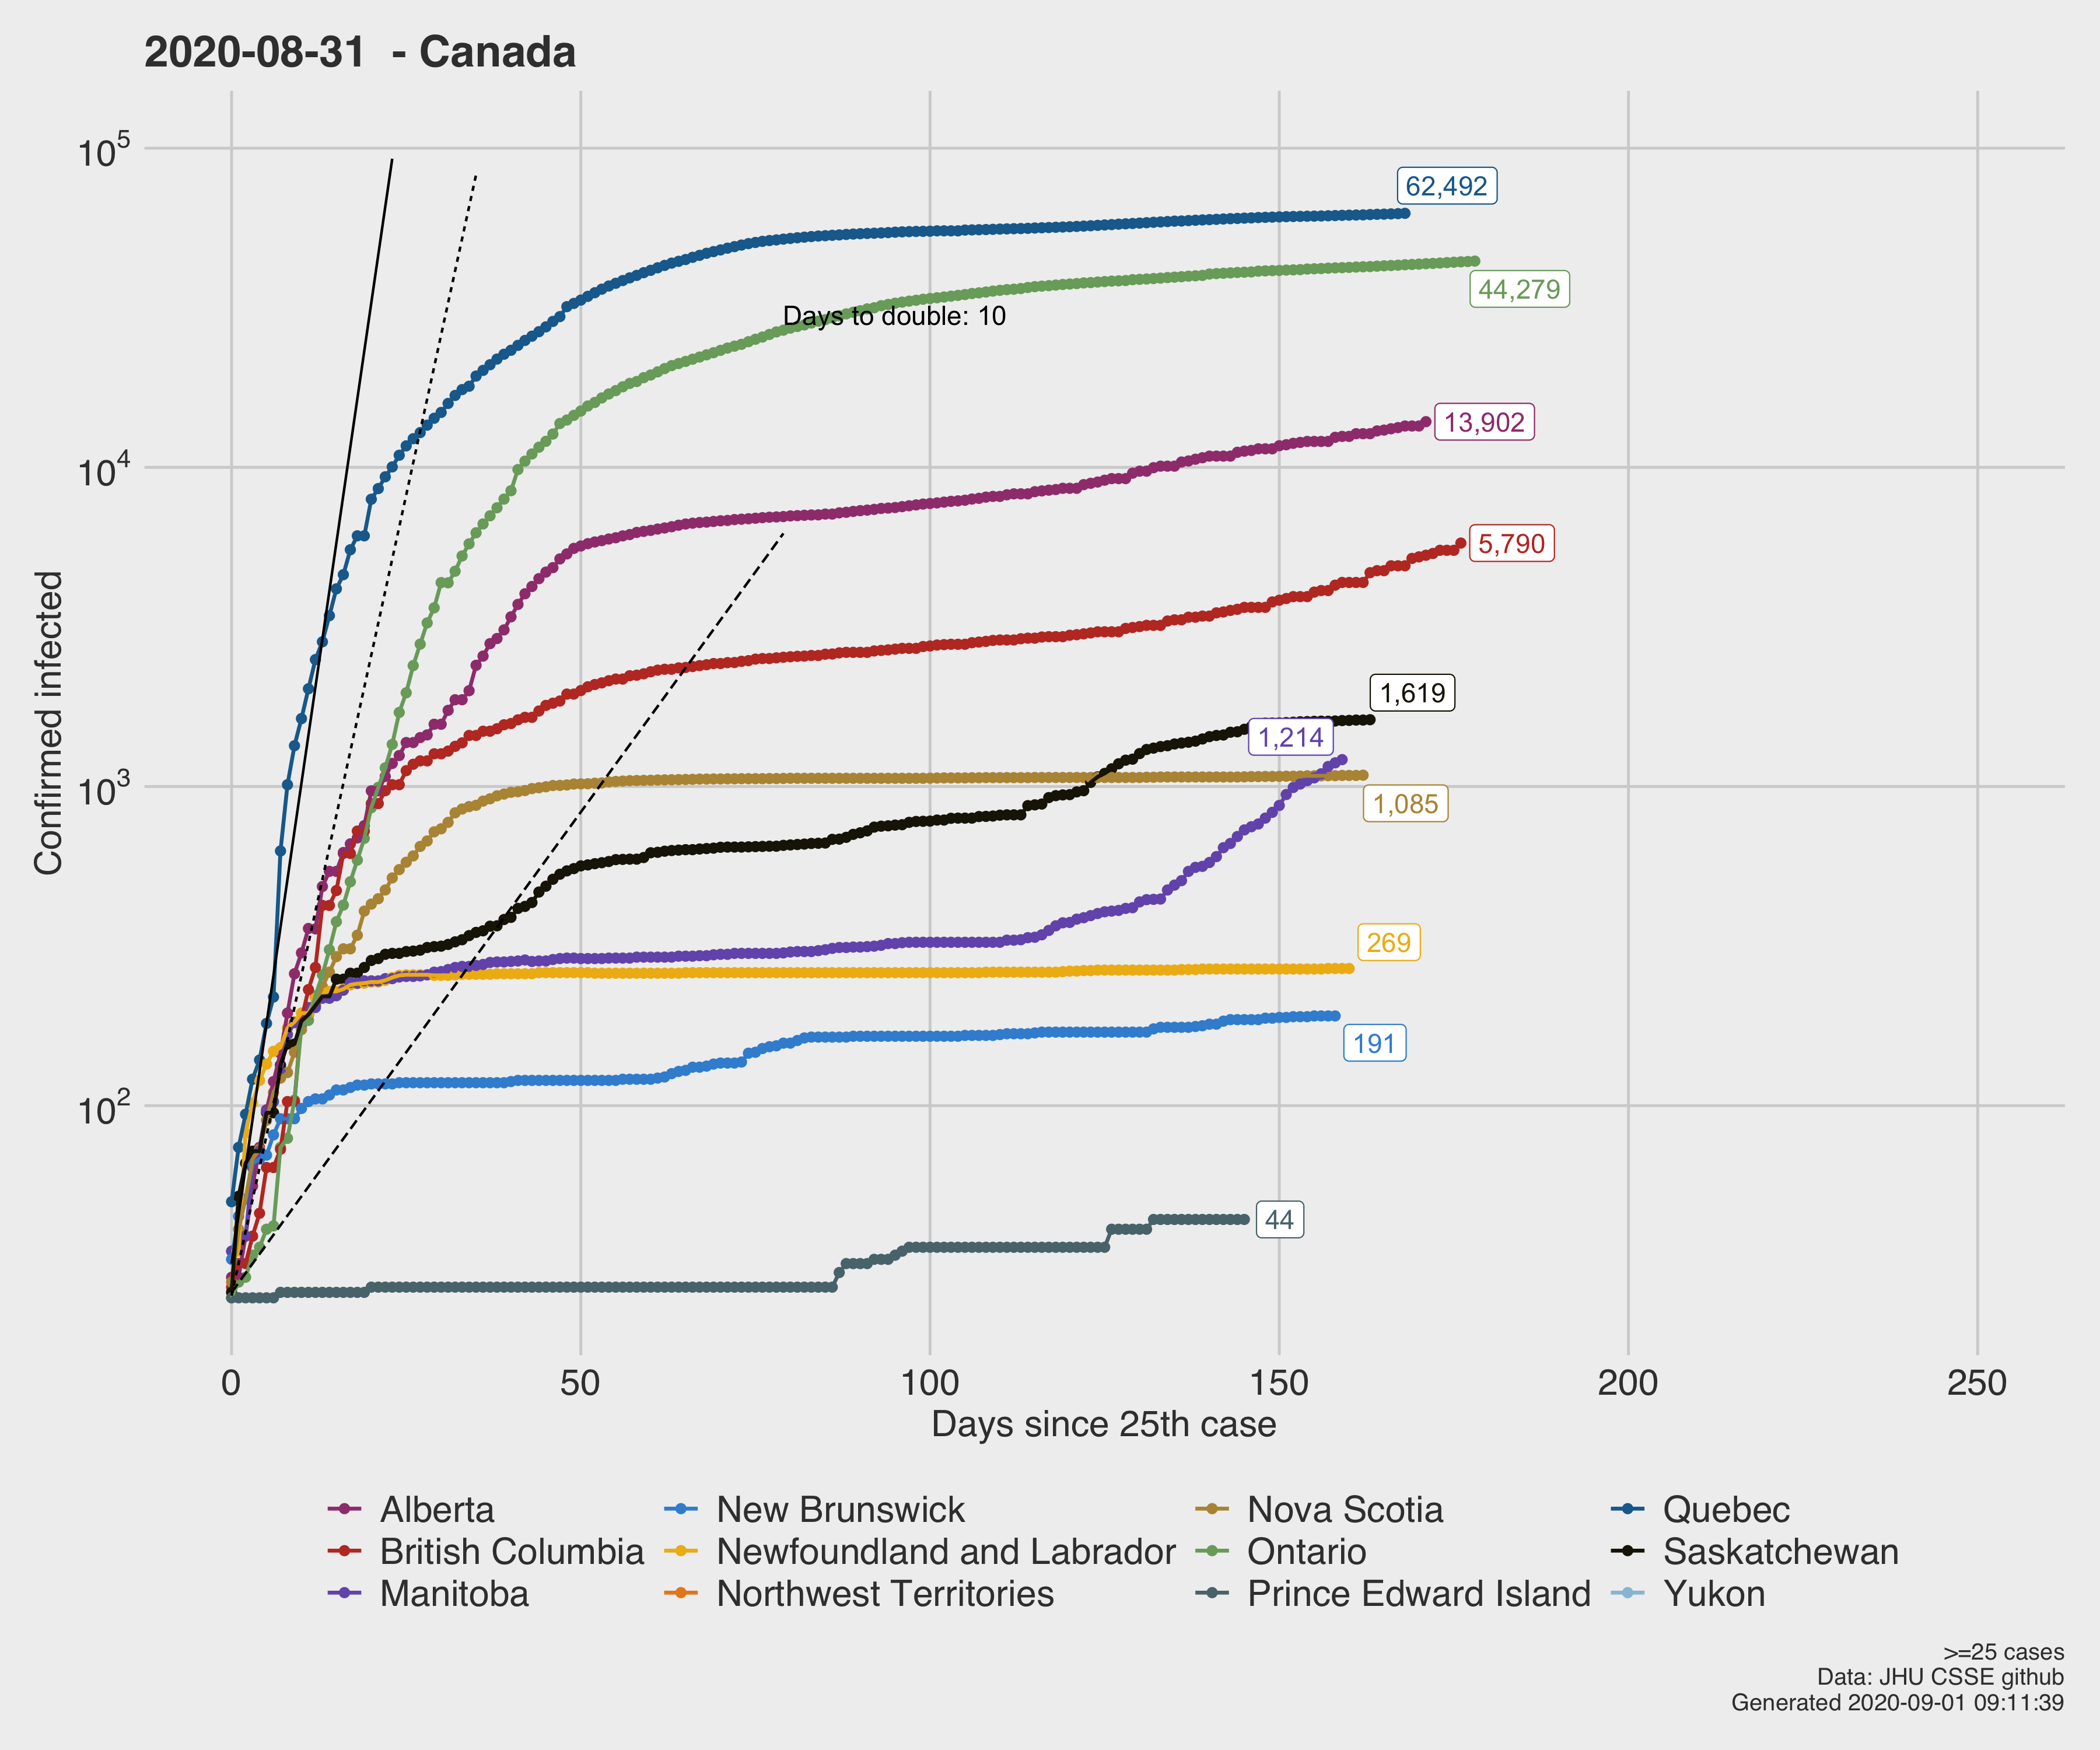 2020-08-31 - Canada
10^5
10^4
10^3
10^2
Confirmed infected
62,492
44,279
Days to double: 10
13,902
5,790
1,619
1,214
1,085
269
191
44
0 50 100 150 200 250
Days since 25th case
Alberta New Brunswick Nova Scotia Quebec
British Columbia Newfoundland and Labrador Ontario Saskatchewan
Manitoba Northwest Territories Prince Edward Island Yukon
>=25 cases
Data: JHU CSSE github
Generated 2020-09-01 09:11:39